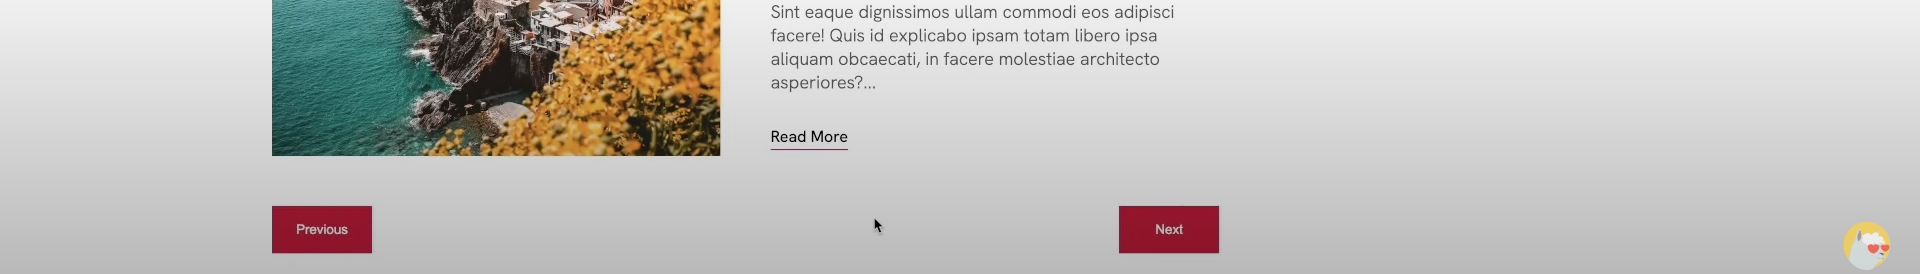 Sint eaque dignissimos ullam commodi eos adipisci
facere! Quis id explicabo ipsam totam libero ipsa
aliquam obcaecati, in facere molestiae architecto
asperiores?...
Read More
Previous
Next